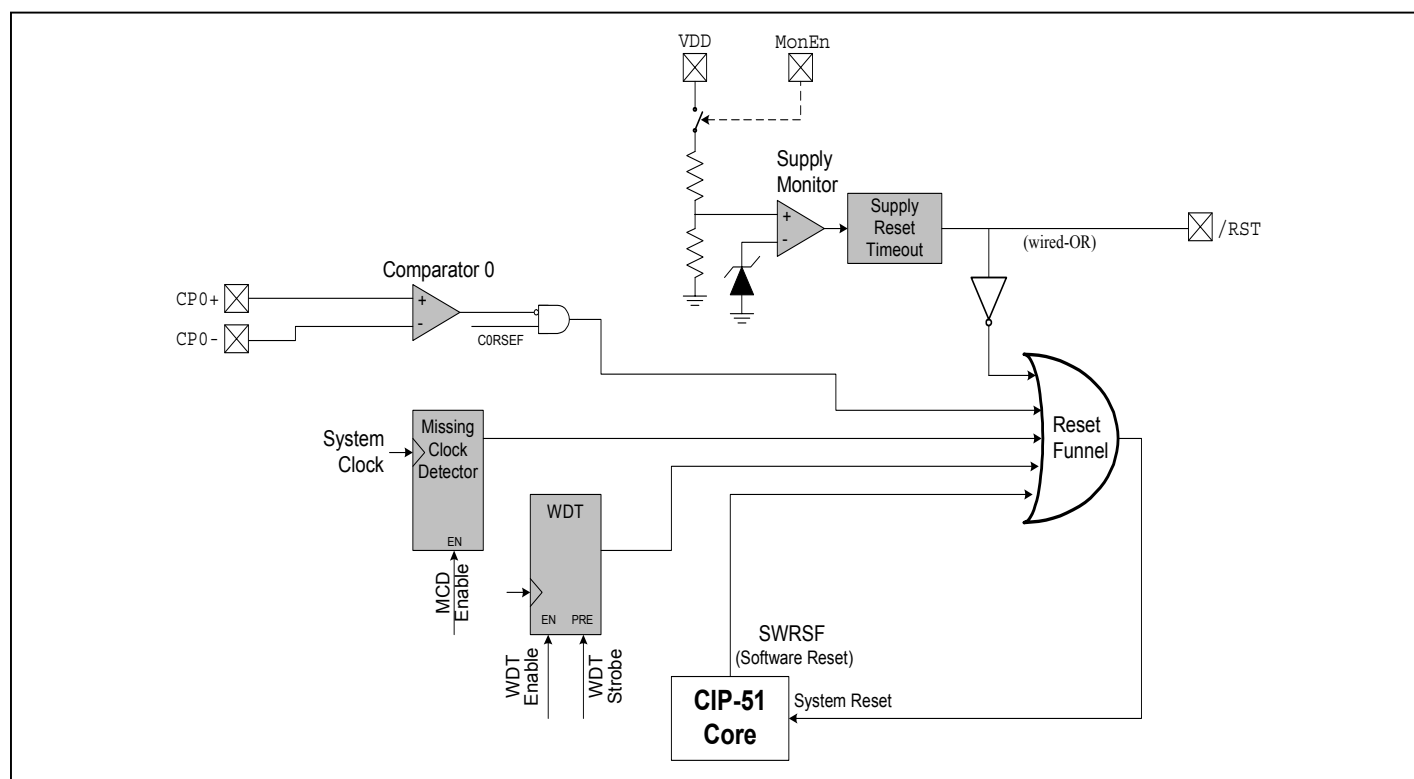 VDD
MonEn
Supply
Monitor
+
-
Supply
Reset
Timeout
(wired-OR)
/RST
Comparator 0
CP0+
CP0-
+
-
C0RSEF
Reset
Funnel
System
Clock
Missing
Clock
Detector
EN
MCD
Enable
WDT
EN
PRE
WDT
Enable
WDT
Strobe
SWRSF
(Software Reset)
CIP-51
Core
System Reset